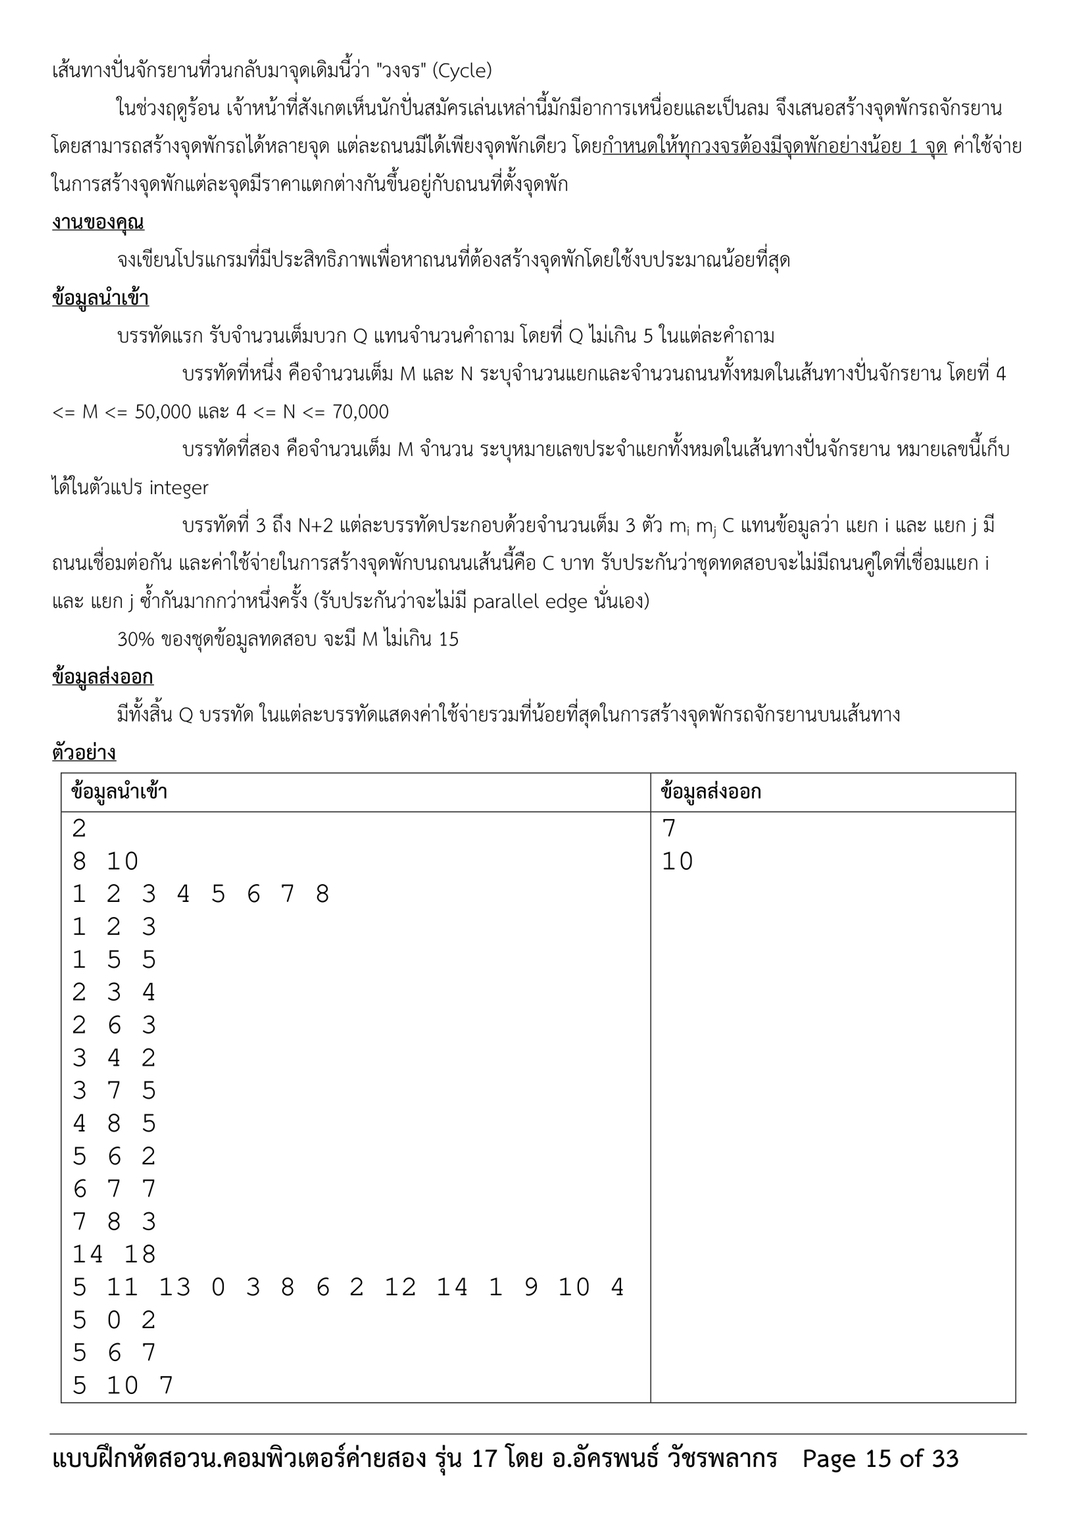 เส้นทางปั่นจักรยานที่วนกลับมาจุดเดิมนี้ว่า "วงจร" (Cycle)
ในช่วงฤดูร้อน เจ้าหน้าที่สังเกตเห็นนักปั่นสมัครเล่นเหล่านี้มักมีอาการเหนื่อยและเป็นลม จึงเสนอสร้างจุดพักรถจักรยาน
โดยสามารถสร้างจุดพักรถได้หลายจุด แต่ละถนนมีได้เพียงจุดพักเดียว โดยกำหนดให้ทุกวงจรต้องมีจุดพักอย่างน้อย 1 จุด ค่าใช้จ่าย
ในการสร้างจุดพักแต่ละจุดมีราคาแตกต่างกันขึ้นอยู่กับถนนที่ตั้งจุดพัก
งานของคุณ
จงเขียนโปรแกรมที่มีประสิทธิภาพเพื่อหาถนนที่ต้องสร้างจุดพักโดยใช้งบประมาณน้อยที่สุด
ข้อมูลนำเข้า
บรรทัดแรก รับจำนวนเต็มบวก Q แทนจำนวนคำถาม โดยที่ Q ไม่เกิน 5 ในแต่ละคำถาม
บรรทัดที่หนึ่ง คือจำนวนเต็ม M และ N ระบุจำนวนแยกและจำนวนถนนทั้งหมดในเส้นทางปั่นจักรยาน โดยที่ 4
<= M <= 50,000 และ 4 <= N <= 70,000
บรรทัดที่สอง คือจำนวนเต็ม M จำนวน ระบุหมายเลขประจำแยกทั้งหมดในเส้นทางปั่นจักรยาน หมายเลขนี้เก็บ
ได้ในตัวแปร integer
บรรทัดที่ 3 ถึง N+2 แต่ละบรรทัดประกอบด้วยจำนวนเต็ม 3 ตัว mi mj C แทนข้อมูลว่า แยก i และ แยก j มี
ถนนเชื่อมต่อกัน และค่าใช้จ่ายในการสร้างจุดพักบนถนนเส้นนี้คือ C บาท รับประกันว่าชุดทดสอบจะไม่มีถนนคู่ใดที่เชื่อมแยก i
และ แยก j ซ้ำกันมากกว่าหนึ่งครั้ง (รับประกันว่าจะไม่มี parallel edge นั่นเอง)
30% ของชุดข้อมูลทดสอบ จะมี M ไม่เกิน 15
ข้อมูลส่งออก
มีทั้งสิ้น Q บรรทัด ในแต่ละบรรทัดแสดงค่าใช้จ่ายรวมที่น้อยที่สุดในการสร้างจุดพักรถจักรยานบนเส้นทาง
ตัวอย่าง
ข้อมูลนำเข้า ข้อมูลส่งออก
2 7
8 10 10
1 2 3 4 5 6 7 8
1 2 3
1 5 5
2 3 4
2 6 3
3 4 2
3 7 5
4 8 5
5 6 2
6 7 7
7 8 3
14 18
5 11 13 0 3 8 6 2 12 14 1 9 10 4
5 0 2
5 6 7
5 10 7
แบบฝึกหัดสอวน.คอมพิวเตอร์ค่ายสอง รุ่น 17 โดย อ.อัครพนธ์ วัชรพลากร Page 15 of 33